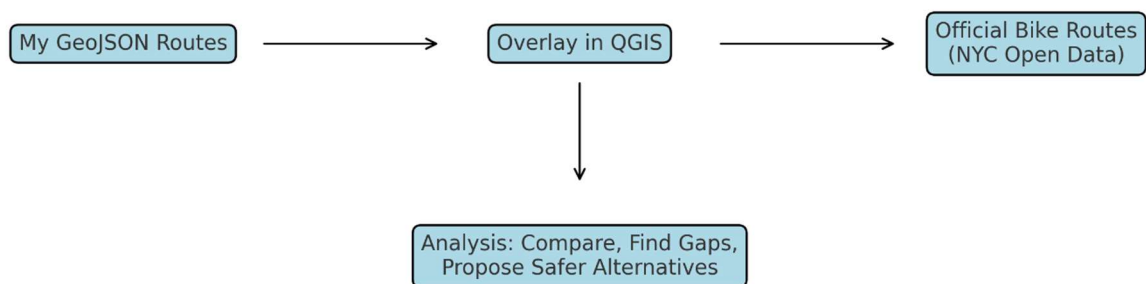 My GeoJSON Routes
Overlay in QGIS
Official Bike Routes
(NYC Open Data)
Analysis: Compare, Find Gaps,
Propose Safer Alternatives